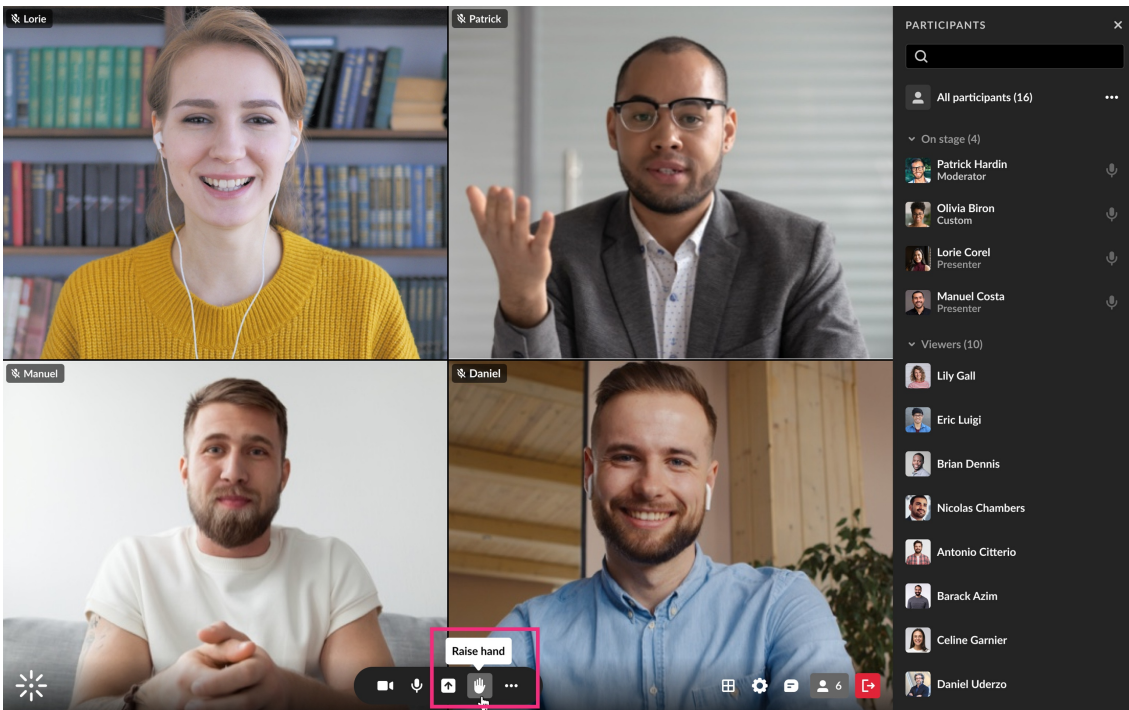 Lorie
Patrick
Manuel
Daniel
Raise hand
6
PARTICIPANTS
All participants (16)
On stage (4)
Patrick Hardin
Moderator
Olivia Biron
Custom
Lorie Corel
Presenter
Manuel Costa
Presenter
Viewers (10)
Lily Gall
Eric Luigi
Brian Dennis
Nicolas Chambers
Antonio Citterio
Barack Azim
Celine Garnier
Daniel Uderzo